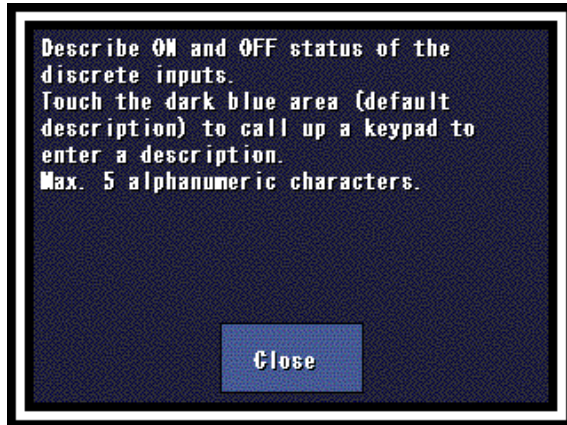 Describe ON and OFF status of the
discrete inputs.
Touch the dark blue area (default
description) to call up a keypad to
enter a description.
Max. 5 alphanumeric characters.
Close